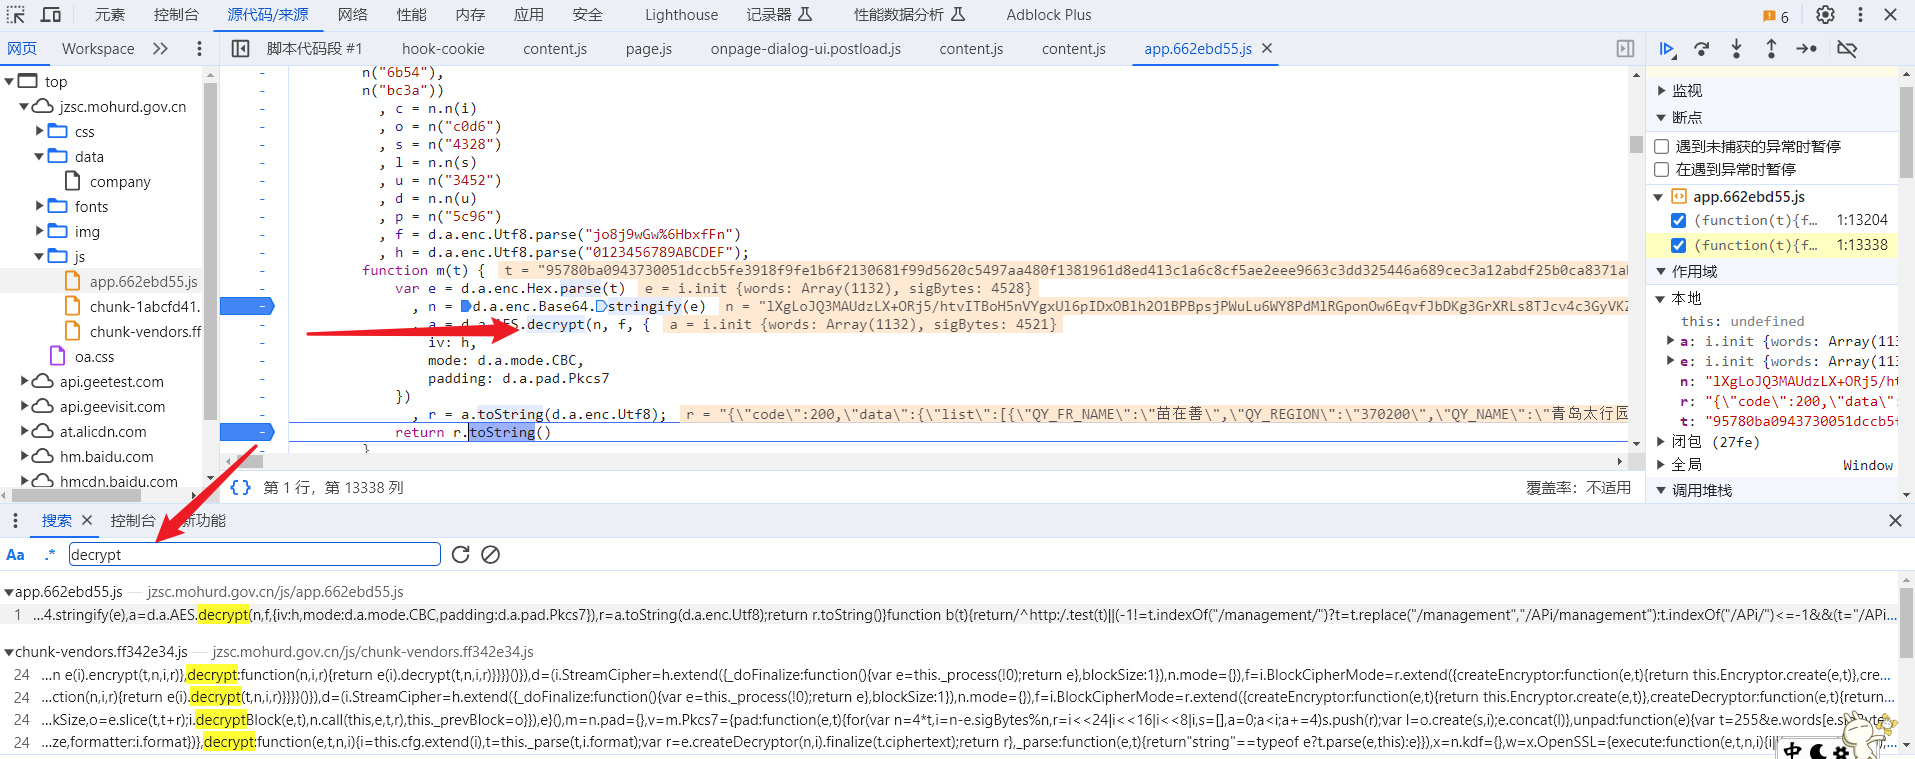 元素 控制台 源代码/来源 网络 性能 内存 应用 安全 Lighthouse 记录器 性能数据分析 Adblock Plus 6
网页 Workspace 脚本代码段 #1 hook-cookie content.js page.js onpage-dialog-ui.postload.js content.js content.js app.662ebd55.js
top
jzsc.mohurd.gov.cn
css
data
company
fonts
img
js
app.662ebd55.js
chunk-1abcfd41.
chunk-vendors.ff
oa.css
api.geetest.com
api.geevisit.com
at.alicdn.com
hm.baidu.com
hmcdn.baidu.com
n("6b54"),
n("bc3a"))
, c = n.n(i)
, o = n("c0d6")
, s = n("4328")
, l = n.n(s)
, u = n("3452")
, d = n.n(u)
, p = n("5c96")
, f = d.a.enc.Utf8.parse("jo8j9wGw%6HbxfFn")
, h = d.a.enc.Utf8.parse("0123456789ABCDEF");
function m(t) { t = "95780ba0943730051dccb5fe3918f9fe1b6f2130681f99d5620c5497aa480f1381961d8ed413c1a6c8cf5ae2eee9663c3dd325446a689cec3a12abdf25b0ca8371ab
var e = d.a.enc.Hex.parse(t) e = i.init {words: Array(1132), sigBytes: 4528}
, n = d.a.enc.Base64.stringify(e) n = "lXgLoJQ3MAUdzLX+ORj5/htvITBoH5nVYgxUl6pIDxOBlh2O1BPBpsjPWuLu6WY8PdMlRGponOw6EqvfJbDKg3GrXRLs8TJcv4c3GyVKZ
, a = d.a.AES.decrypt(n, f, { a = i.init {words: Array(1132), sigBytes: 4521}
iv: h,
mode: d.a.mode.CBC,
padding: d.a.pad.Pkcs7
})
, r = a.toString(d.a.enc.Utf8); r = "{\"code\":200,\"data\":{\"list\":[{\"QY_FR_NAME\":\"苗在善\",\"QY_REGION\":\"370200\",\"QY_NAME\":\"青岛太行园
return r.toString()
}
{} 第 1 行，第 13338 列 覆盖率：不适用
监视
断点
遇到未捕获的异常时暂停
在遇到异常时暂停
app.662ebd55.js
(function(t){f… 1:13204
(function(t){f… 1:13338
作用域
本地
this: undefined
a: i.init {words: Array(113
e: i.init {words: Array(113
n: "lXgLoJQ3MAUdzLX+ORj5/ht
r: "{\"code\":200,\"data\":
t: "95780ba0943730051dccb5f
闭包 (27fe)
全局 Window
调用堆栈
搜索 控制台 新功能
Aa .* decrypt
app.662ebd55.js — jzsc.mohurd.gov.cn/js/app.662ebd55.js
1 …4.stringify(e),a=d.a.AES.decrypt(n,f,{iv:h,mode:d.a.mode.CBC,padding:d.a.pad.Pkcs7}),r=a.toString(d.a.enc.Utf8);return r.toString()}function b(t){return/^http:/.test(t)||(-1!=t.indexOf("/management/")?t=t.replace("/management","/APi/management"):t.indexOf("/APi/")<=-1&&(t="/APi…
chunk-vendors.ff342e34.js — jzsc.mohurd.gov.cn/js/chunk-vendors.ff342e34.js
24 …n e(i).encrypt(t,n,i,r)},decrypt:function(n,i,r){return e(i).decrypt(t,n,i,r)}}}}()}),d=(i.StreamCipher=h.extend({_doFinalize:function(){var e=this._process(!0);return e},blockSize:1}),n.mode={}),f=i.BlockCipherMode=r.extend({createEncryptor:function(e,t){return this.Encryptor.create(e,t)},cre…
24 …ction(n,i,r){return e(i).decrypt(t,n,i,r)}}}}()}),d=(i.StreamCipher=h.extend({_doFinalize:function(){var e=this._process(!0);return e},blockSize:1}),n.mode={}),f=i.BlockCipherMode=r.extend({createEncryptor:function(e,t){return this.Encryptor.create(e,t)},createDecryptor:function(e,t){return…
24 …kSize,o=e.slice(t,t+r);i.decryptBlock(e,t),n.call(this,e,t,r),this._prevBlock=o}}),e}(),m=n.pad={},v=m.Pkcs7={pad:function(e,t){for(var n=4*t,i=n-e.sigBytes%n,r=i<<24|i<<16|i<<8|i,s=[],a=0;a<i;a+=4)s.push(r);var l=o.create(s,i);e.concat(l)},unpad:function(e){var t=255&e.words[e.s
24 …ze,formatter:i.format})},decrypt:function(e,t,n,i){i=this.cfg.extend(i),t=this._parse(t,i.format);var r=e.createDecryptor(n,i).finalize(t.ciphertext);return r},_parse:function(e,t){return"string"==typeof e?t.parse(e,this):e}}),x=n.kdf={},w=x.OpenSSL={execute:function(e,t,n,i){i
中